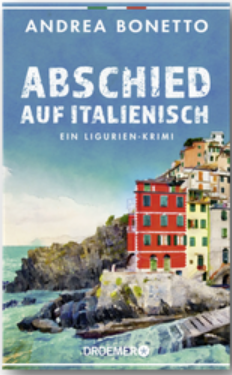 ANDREA BONETTO
ABSCHIED
AUF ITALIENISCH
EIN LIGURIEN-KRIMI
DROEMER